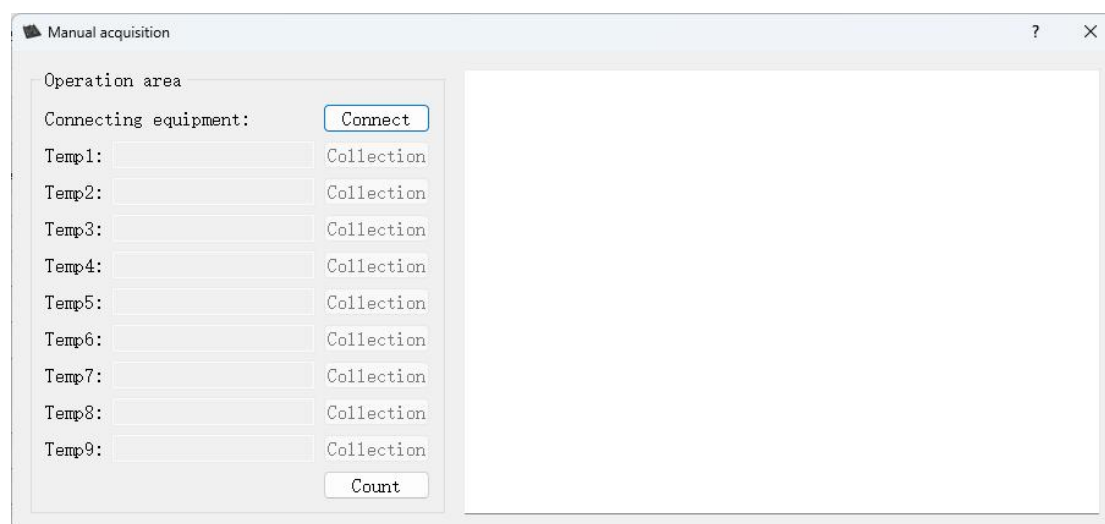 Manual acquisition ?
Operation area
Connecting equipment: Connect
Temp1: Collection
Temp2: Collection
Temp3: Collection
Temp4: Collection
Temp5: Collection
Temp6: Collection
Temp7: Collection
Temp8: Collection
Temp9: Collection
Count